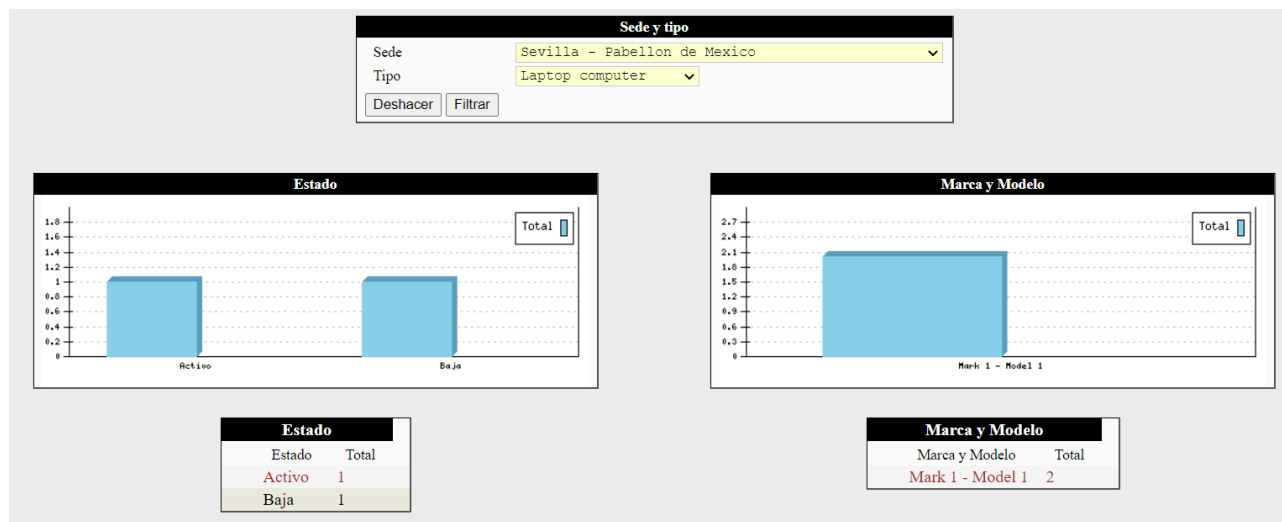 Sede y tipo
Sede Sevilla - Pabellon de Mexico
Tipo Laptop computer
Deshacer Filtrar
Estado
1.8
1.6
1.4
1.2
1
0.8
0.6
0.4
0.2
0
Total
Activo Baja
Marca y Modelo
2.7
2.4
2.1
1.8
1.5
1.2
0.9
0.6
0.3
0
Total
Mark 1 - Model 1
Estado
Estado Total
Activo 1
Baja 1
Marca y Modelo
Marca y Modelo Total
Mark 1 - Model 1 2